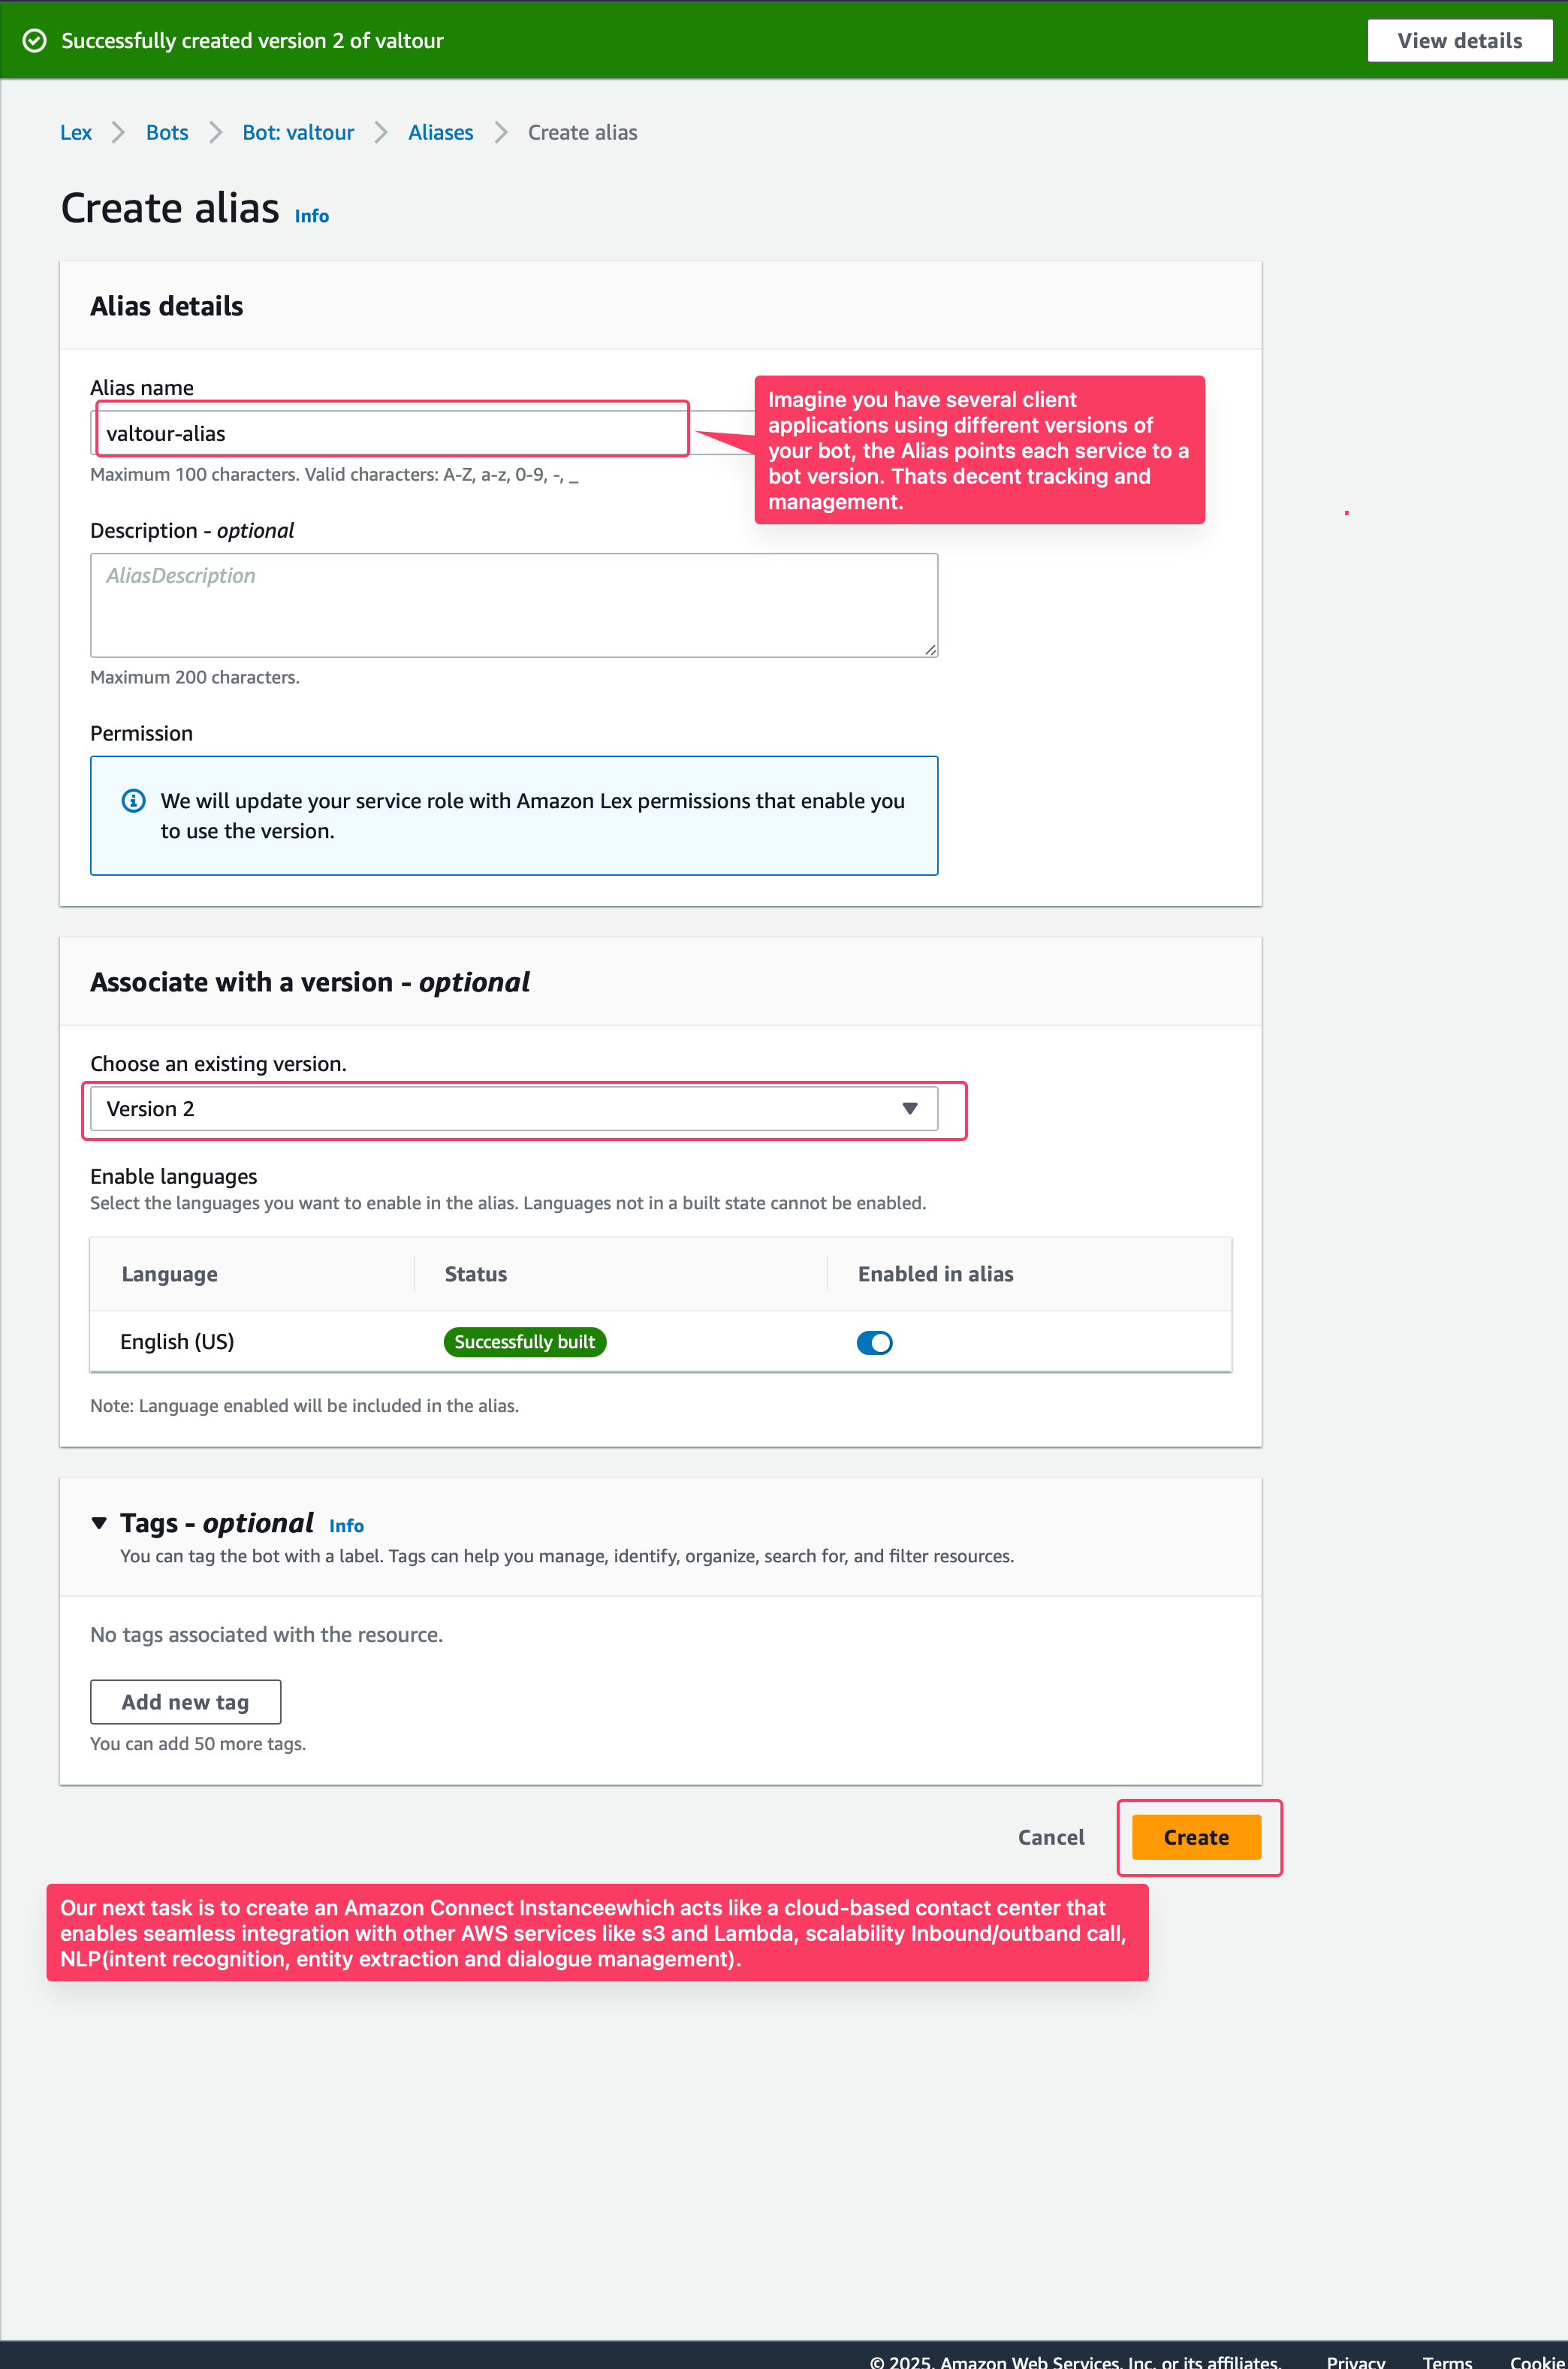 Successfully created version 2 of valtour
View details
Lex
Bots
Bot: valtour
Aliases
Create alias
Create alias Info
Alias details
Alias name
valtour-alias
Maximum 100 characters. Valid characters: A-Z, a-z, 0-9, -, _
Imagine you have several client
applications using different versions of
your bot, the Alias points each service to a
bot version. Thats decent tracking and
management.
Description - optional
AliasDescription
Maximum 200 characters.
Permission
We will update your service role with Amazon Lex permissions that enable you
to use the version.
Associate with a version - optional
Choose an existing version.
Version 2
Enable languages
Select the languages you want to enable in the alias. Languages not in a built state cannot be enabled.
Language Status Enabled in alias
English (US) Successfully built
Note: Language enabled will be included in the alias.
Tags - optional Info
You can tag the bot with a label. Tags can help you manage, identify, organize, search for, and filter resources.
No tags associated with the resource.
Add new tag
You can add 50 more tags.
Cancel Create
Our next task is to create an Amazon Connect Instanceewhich acts like a cloud-based contact center that
enables seamless integration with other AWS services like s3 and Lambda, scalability Inbound/outband call,
NLP(intent recognition, entity extraction and dialogue management).
© 2025, Amazon Web Services, Inc. or its affiliates. Privacy Terms Cookie